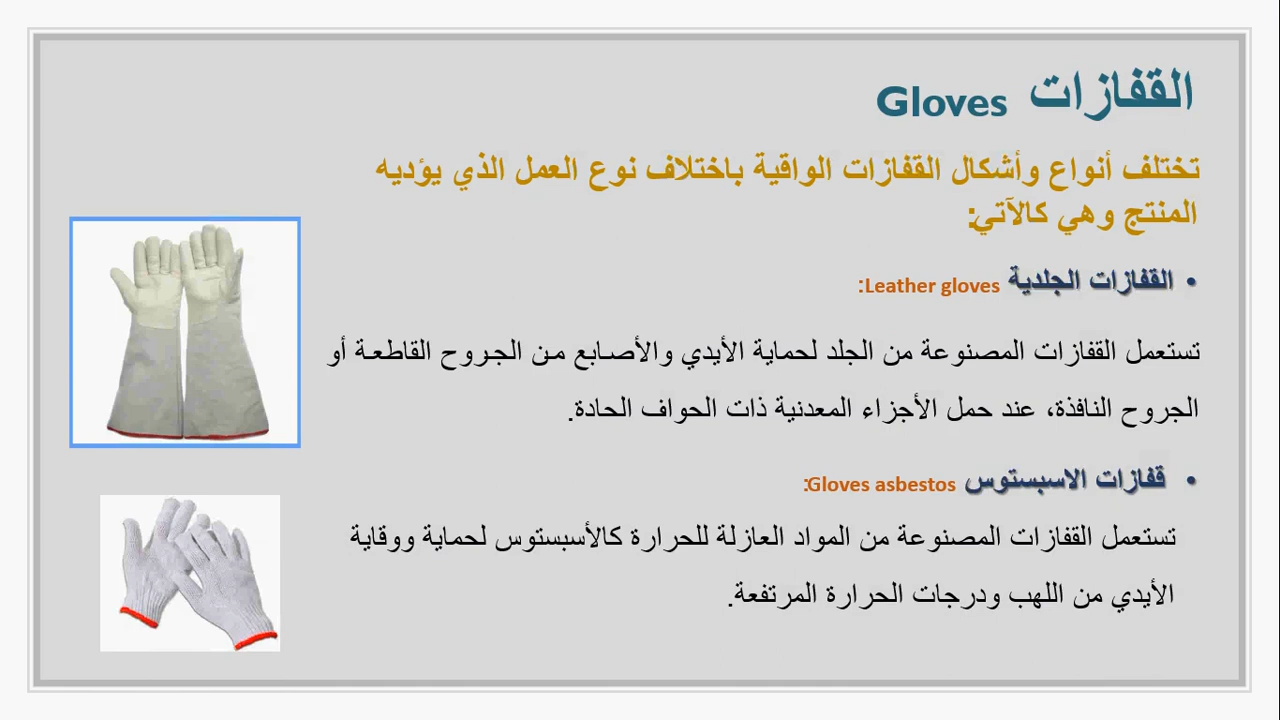 القفازات Gloves
تختلف أنواع وأشكال القفازات الواقية باختلاف نوع العمل الذي يؤديه
المنتج وهي كالآتي:
• القفازات الجلدية Leather gloves:
تستعمل القفازات المصنوعة من الجلد لحماية الأيدي والأصابع من الجروح القاطعة أو
الجروح النافذة، عند حمل الأجزاء المعدنية ذات الحواف الحادة.
• قفازات الاسبستوس Gloves asbestos:
تستعمل القفازات المصنوعة من المواد العازلة للحرارة كالأسبستوس لحماية ووقاية
الأيدي من اللهب ودرجات الحرارة المرتفعة.